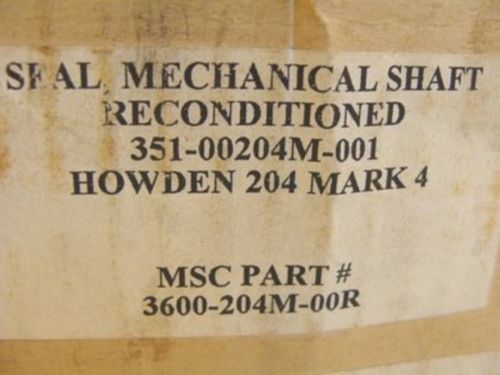 SEAL, MECHANICAL SHAFT
RECONDITIONED
351-00204M-001
HOWDEN 204 MARK 4
MSC PART #
3600-204M-00R